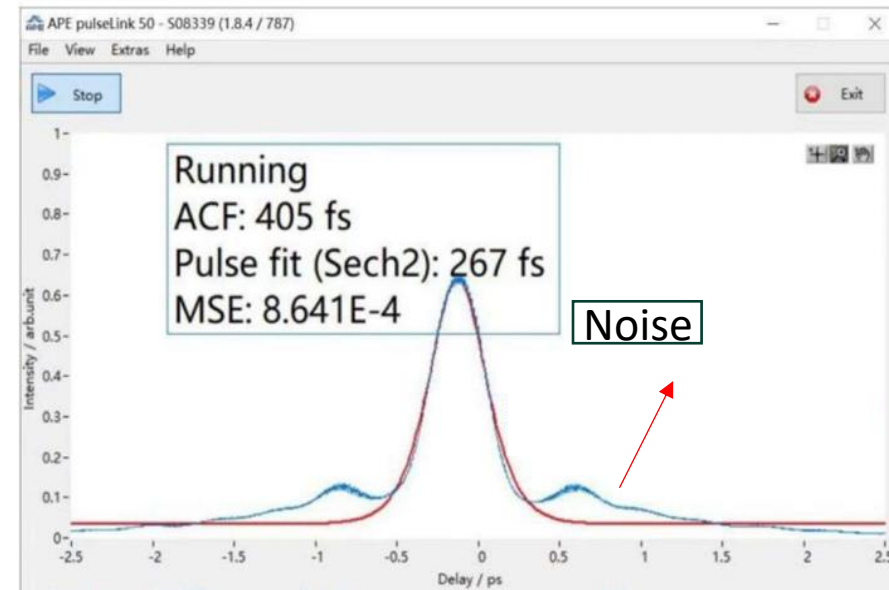 APE pulseLink 50 - S08339 (1.8.4 / 787)
File View Extras Help
Stop
Exit
Running
ACF: 405 fs
Pulse fit (Sech2): 267 fs
MSE: 8.641E-4
Noise
Intensity / arb.unit
1
0.9
0.8
0.7
0.6
0.5
0.4
0.3
0.2
0.1
0
-2.5 -2 -1.5 -1 -0.5 0 0.5 1 1.5 2 2.5
Delay / ps